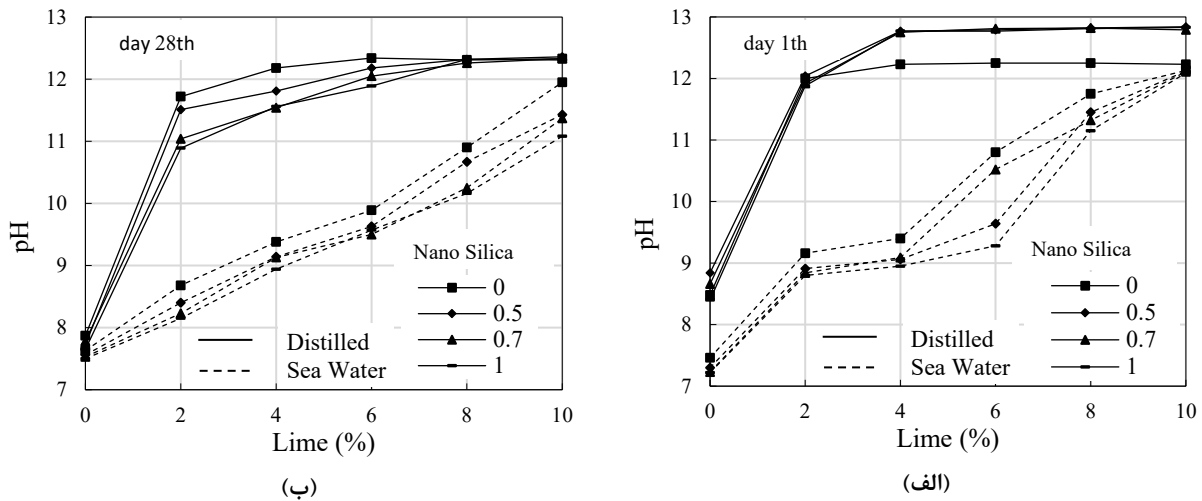 day 28th
pH
13
12
11
10
9
8
7
0
2
4
6
8
10
Lime (%)
Nano Silica
0
0.5
0.7
1
Distilled
Sea Water
(ب)
day 1th
pH
13
12
11
10
9
8
7
0
2
4
6
8
10
Lime (%)
Nano Silica
0
0.5
0.7
1
Distilled
Sea Water
(الف)